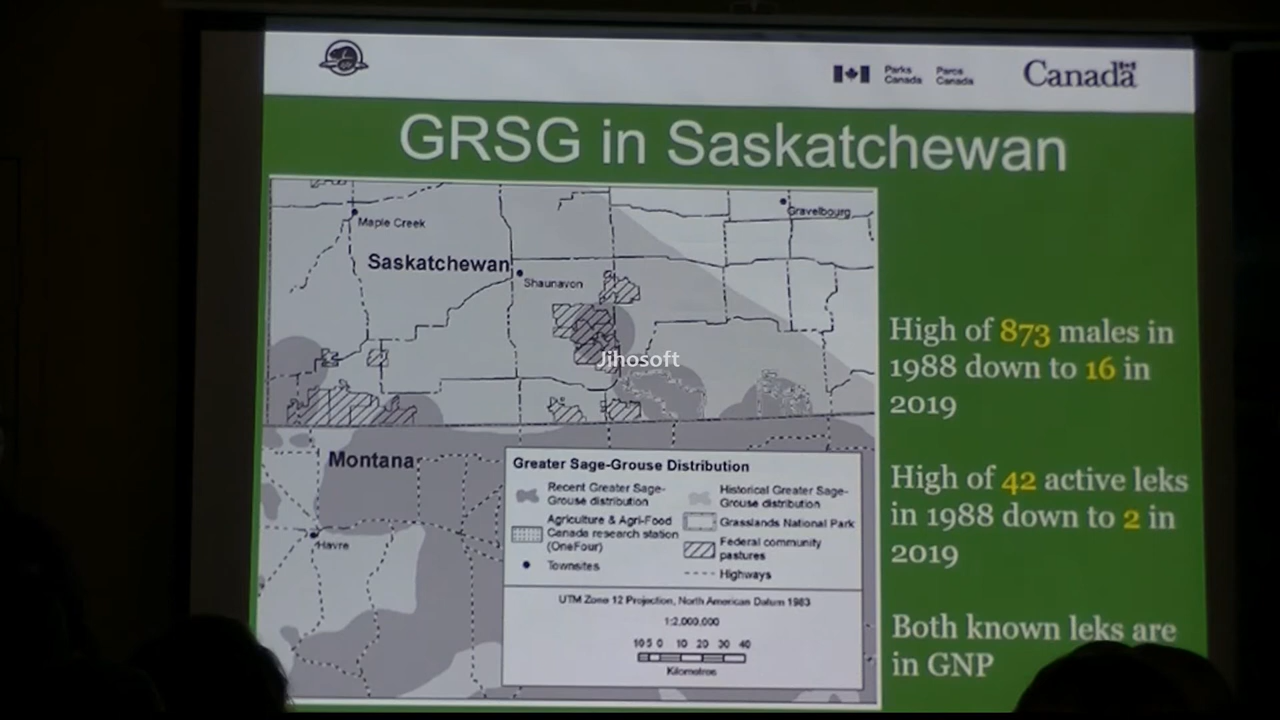 Parks Canada
Parcs Canada
Canada
GRSG in Saskatchewan
Gravelbourg
Maple Creek
Saskatchewan
Shaunavon
Jihosoft
Montana
Havre
Greater Sage-Grouse Distribution
Recent Greater Sage-
Grouse distribution
Agriculture & Agri-Food
Canada research station
(OneFour)
Townsites
Historical Greater Sage-
Grouse distribution
Grasslands National Park
Federal community
pastures
Highways
UTM Zone 12 Projection, North American Datum 1983
1:2,000,000
10 5 0 10 20 30 40
Kilometres
High of 873 males in
1988 down to 16 in
2019
High of 42 active leks
in 1988 down to 2 in
2019
Both known leks are
in GNP